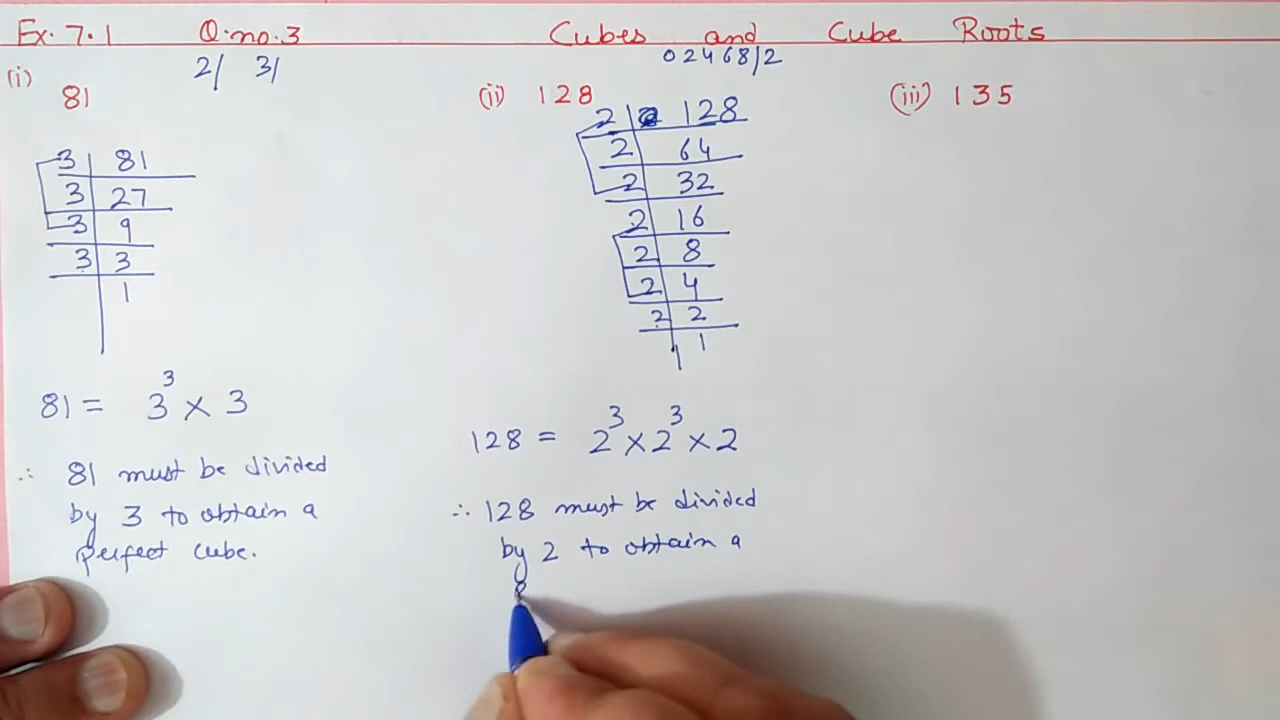 Ex. 7.1 Q.no.3 Cubes and Cube Roots
2/ 3/
02468/2
(i) 81
3 81
3 27
3 9
3 3
1
81 = 3³ × 3
∴ 81 must be divided
by 3 to obtain a
perfect cube.
(ii) 128
2 128
2 64
2 32
2 16
2 8
2 4
2 2
1
128 = 2³ × 2³ × 2
∴ 128 must be divided
by 2 to obtain a
(iii) 135